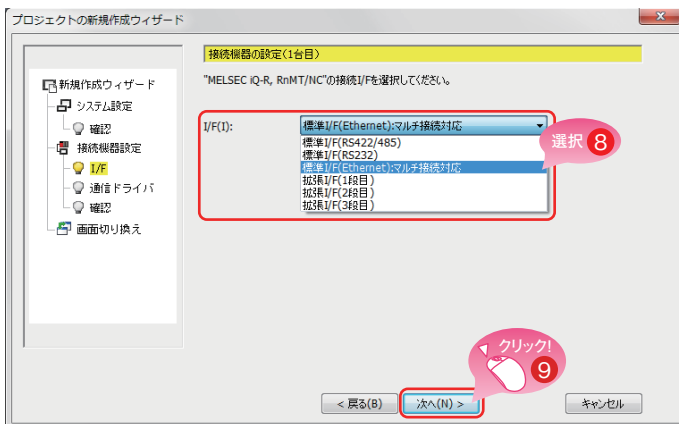 プロジェクトの新規作成ウィザード
接続機器の設定(1台目)
"MELSEC iQ-R, RnMT/NC"の接続I/Fを選択してください。
新規作成ウィザード
システム設定
確認
接続機器設定
I/F
通信ドライバ
確認
画面切り換え
I/F(I):
標準I/F(Ethernet):マルチ接続対応
標準I/F(RS422/485)
標準I/F(RS232)
標準I/F(Ethernet):マルチ接続対応
拡張I/F(1段目)
拡張I/F(2段目)
拡張I/F(3段目)
選択 8
クリック!
9
< 戻る(B)
次へ(N) >
キャンセル